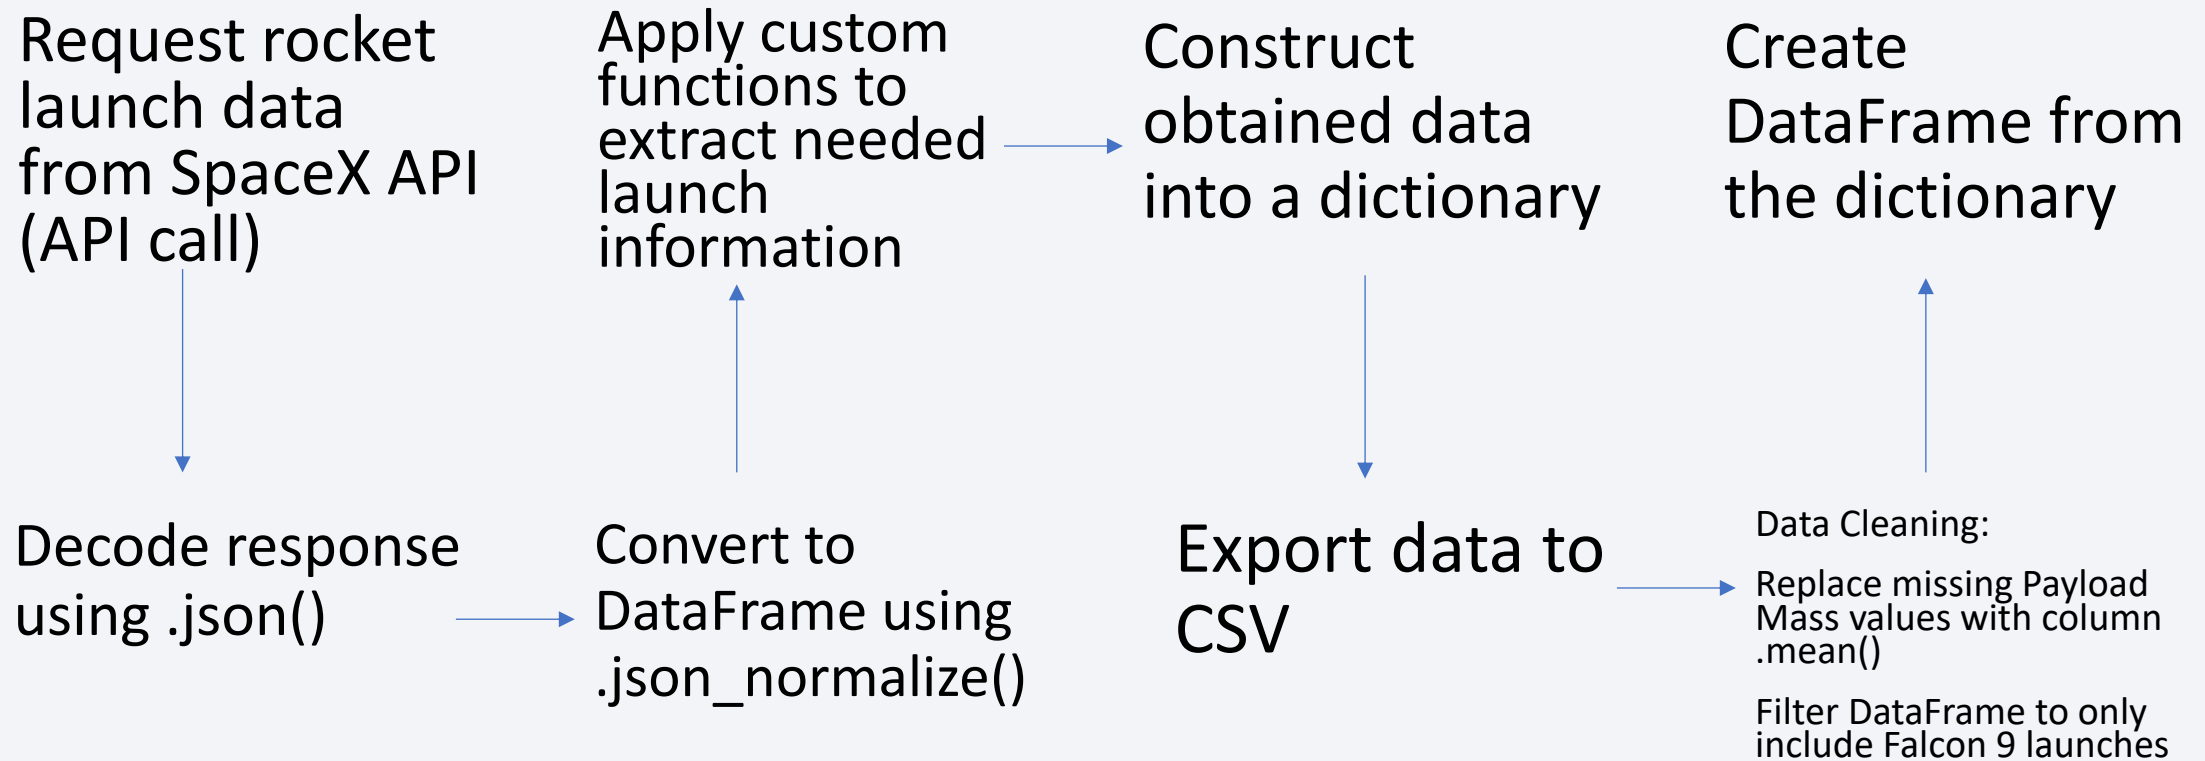 Request rocket
launch data
from SpaceX API
(API call)
Decode response
using .json()
Convert to
DataFrame using
.json_normalize()
Apply custom
functions to
extract needed
launch
information
Construct
obtained data
into a dictionary
Export data to
CSV
Data Cleaning:
Replace missing Payload
Mass values with column
.mean()
Filter DataFrame to only
include Falcon 9 launches
Create
DataFrame from
the dictionary